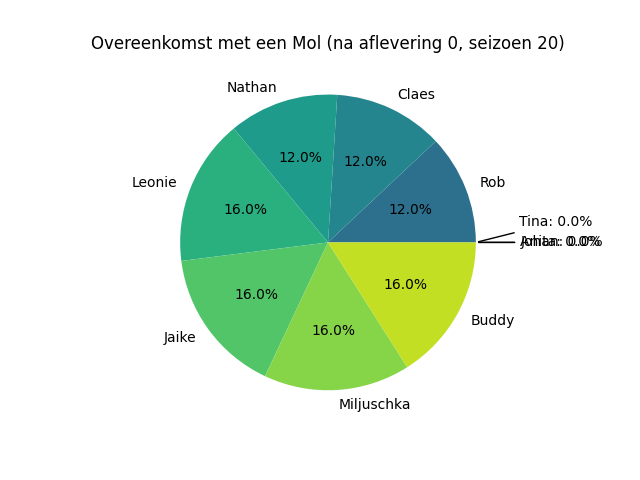 Overeenkomst met een Mol (na aflevering 0, seizoen 20)
Nathan
Claes
12.0%
12.0%
Leonie
Rob
16.0%
12.0%
Tina: 0.0%
16.0%
16.0%
Buddy
16.0%
Jaike
Miljuschka